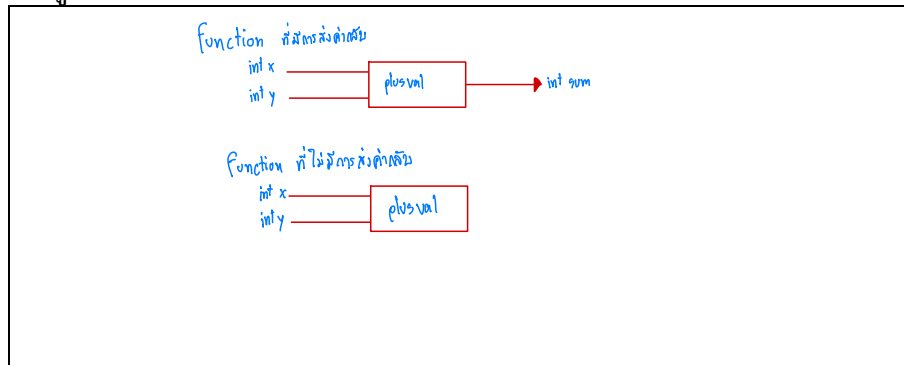 function ที่มีการส่งค่ากลับ
int x
plusval
int sum
int y
function ที่ไม่มีการส่งค่ากลับ
int x
plusval
int y